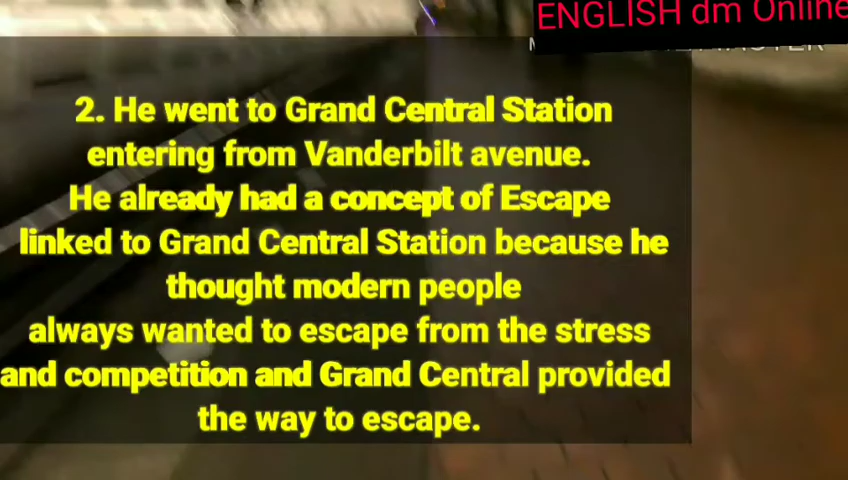 ENGLISH dm Online
2. He went to Grand Central Station
entering from Vanderbilt avenue.
He already had a concept of Escape
linked to Grand Central Station because he
thought modern people
always wanted to escape from the stress
and competition and Grand Central provided
the way to escape.